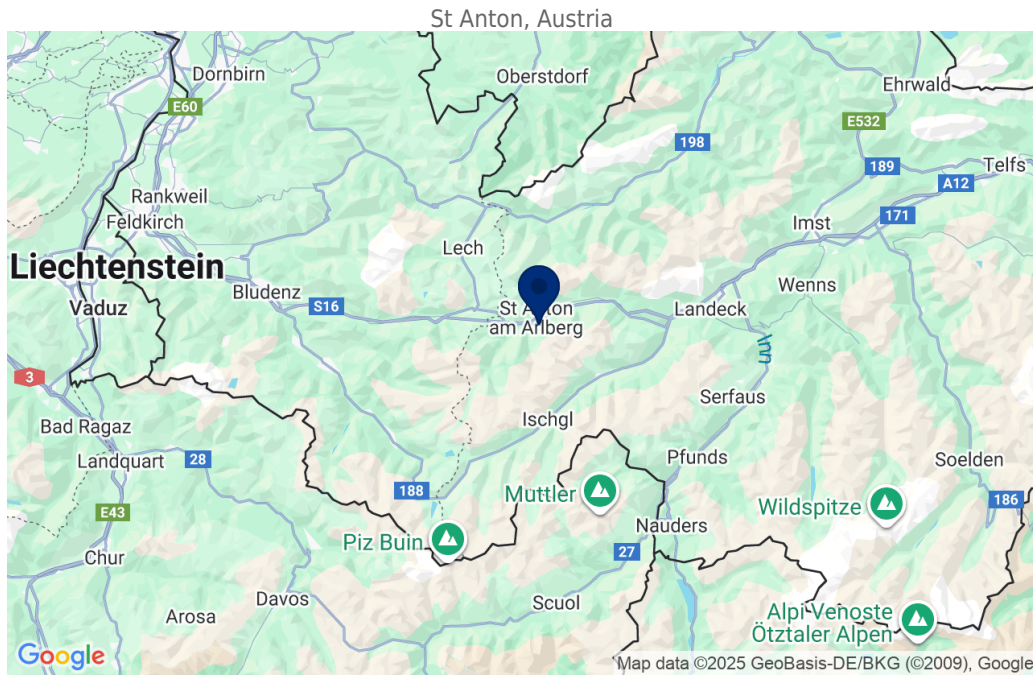 St Anton, Austria
Dornbirn
Oberstdorf
Ehrwald
E60
E532
198
189
Telfs
A12
Rankweil
171
Feldkirch
Imst
Lech
Liechtenstein
Wenns
Bludenz
Vaduz
S16
St Anton
am Arlberg
Landeck
Inn
3
Serfaus
Bad Ragaz
Ischgl
Landquart
28
Pfunds
Soelden
188
Muttler
Wildspitze
186
E43
Nauders
Piz Buin
27
Chur
Davos
Scuol
Arosa
Alpi Venoste
Ötztaler Alpen
Google
Map data ©2025 GeoBasis-DE/BKG (©2009), Google